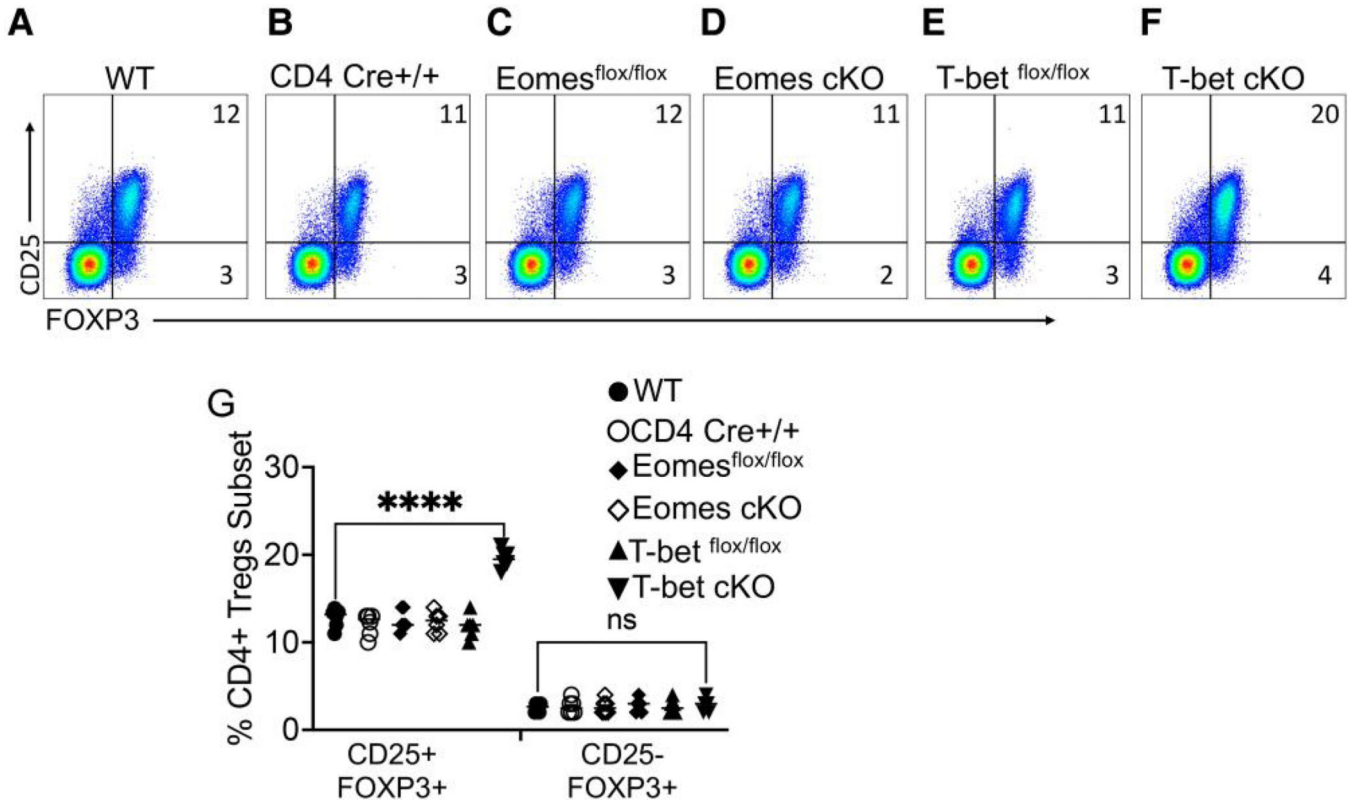 A B C D E F
WT CD4 Cre+/+ Eomesflox/flox Eomes cKO T-bet flox/flox T-bet cKO
12 11 12 11 11 20
CD25
3 3 3 2 3 4
FOXP3
G
WT
CD4 Cre+/+
Eomesflox/flox
Eomes cKO
T-bet flox/flox
T-bet cKO
% CD4+ Tregs Subset
30
20
10
0
****
ns
CD25+ CD25-
FOXP3+ FOXP3+